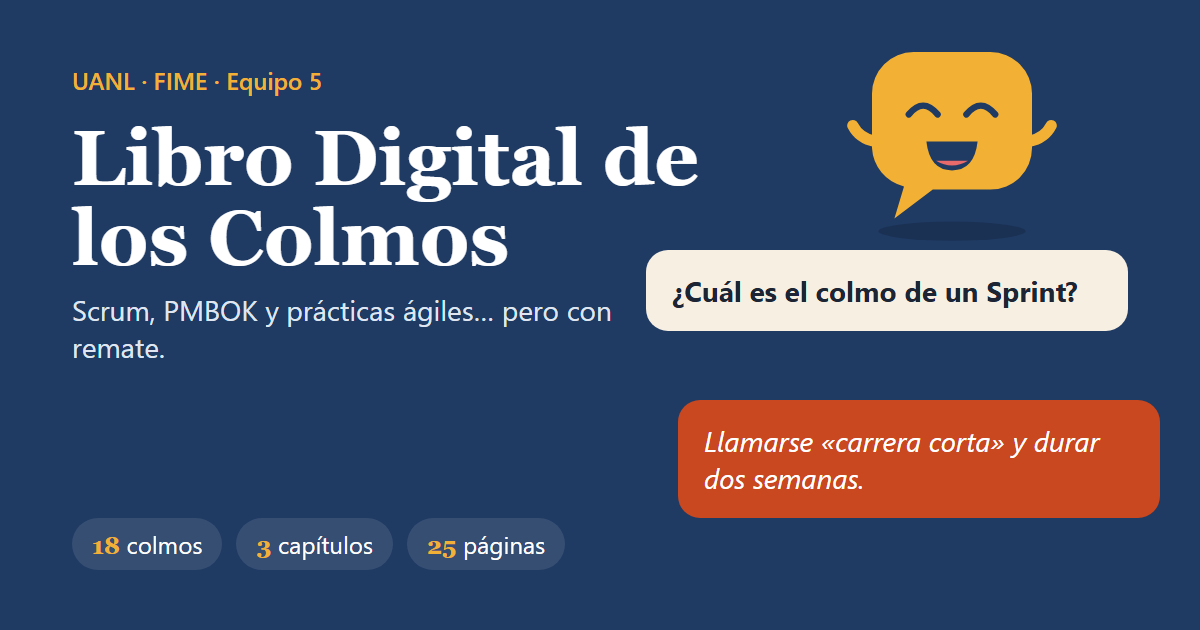 UANL · FIME · Equipo 5
Libro Digital de
los Colmos
Scrum, PMBOK y prácticas ágiles... pero con
remate.
¿Cuál es el colmo de un Sprint?
Llamarse «carrera corta» y durar
dos semanas.
18 colmos
3 capítulos
25 páginas